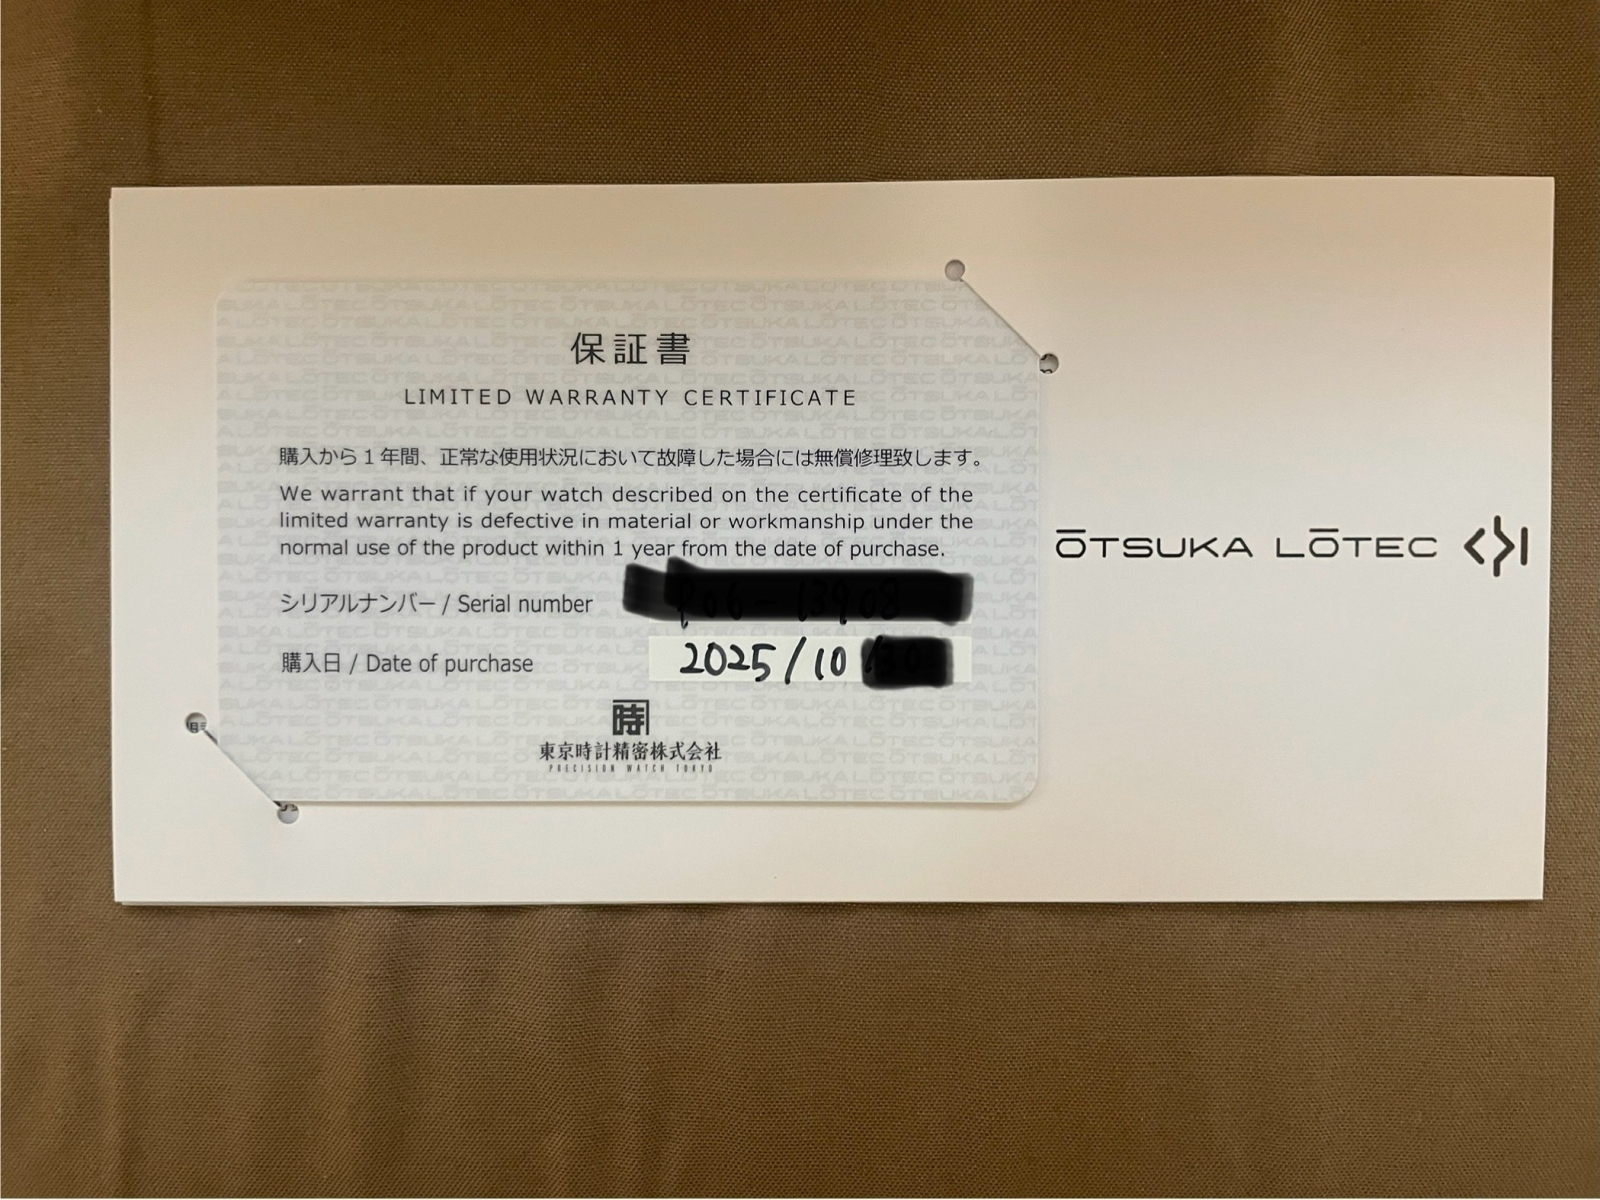 保証書
LIMITED WARRANTY CERTIFICATE
購入から1年間、正常な使用状況において故障した場合には無償修理致します。
We warrant that if your watch described on the certificate of the
limited warranty is defective in material or workmanship under the
normal use of the product within 1 year from the date of purchase.
シリアルナンバー / Serial number
購入日 / Date of purchase 2025/10
時
東京時計精密株式会社
PRECISION WATCH TOKYO
ŌTSUKA LŌTEC